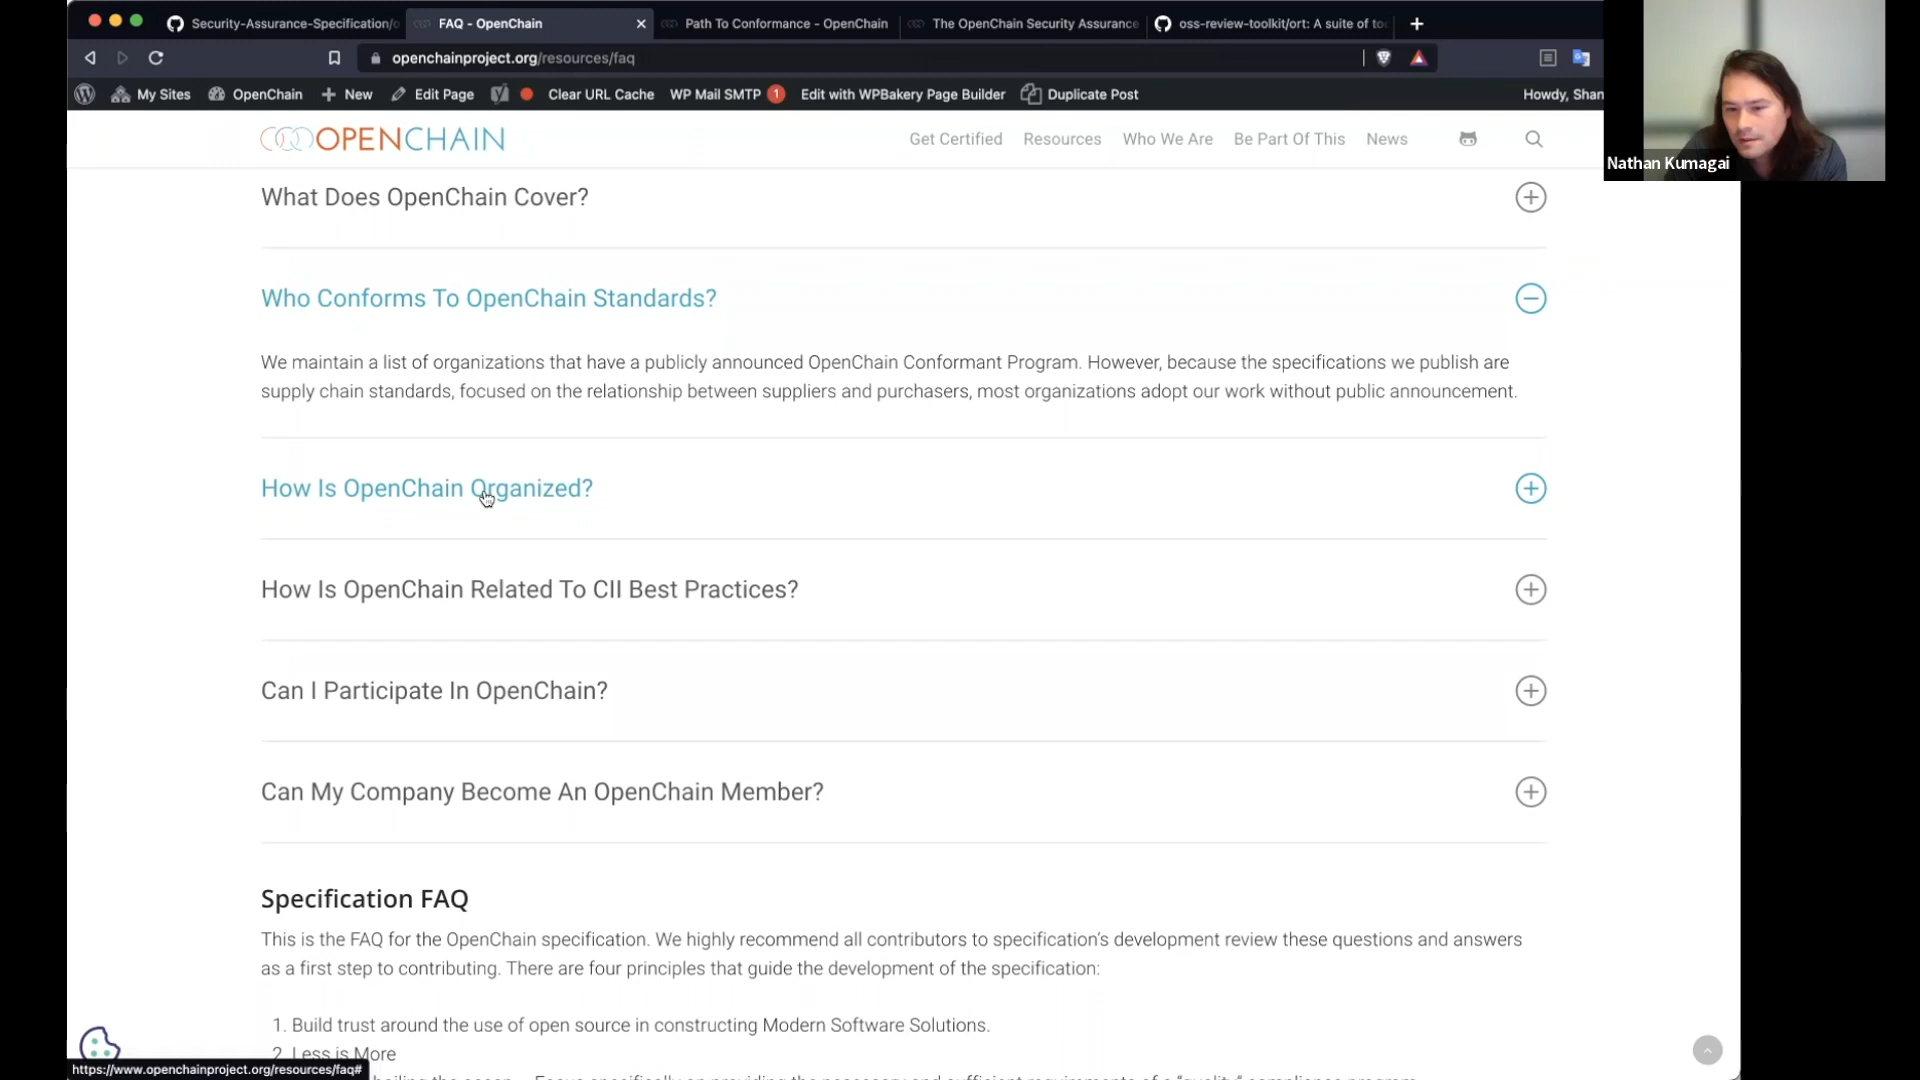 Security-Assurance-Specification/o
FAQ - OpenChain
Path To Conformance - OpenChain
The OpenChain Security Assurance
oss-review-toolkit/ort: A suite of to
openchainproject.org/resources/faq
My Sites
OpenChain
New
Edit Page
Clear URL Cache
WP Mail SMTP 1
Edit with WPBakery Page Builder
Duplicate Post
Howdy, Shan
Nathan Kumagai
OPENCHAIN
Get Certified
Resources
Who We Are
Be Part Of This
News
What Does OpenChain Cover?
Who Conforms To OpenChain Standards?
We maintain a list of organizations that have a publicly announced OpenChain Conformant Program. However, because the specifications we publish are
supply chain standards, focused on the relationship between suppliers and purchasers, most organizations adopt our work without public announcement.
How Is OpenChain Organized?
How Is OpenChain Related To CII Best Practices?
Can I Participate In OpenChain?
Can My Company Become An OpenChain Member?
Specification FAQ
This is the FAQ for the OpenChain specification. We highly recommend all contributors to specification's development review these questions and answers
as a first step to contributing. There are four principles that guide the development of the specification:
1. Build trust around the use of open source in constructing Modern Software Solutions.
2. Less is More
https://www.openchainproject.org/resources/faq#